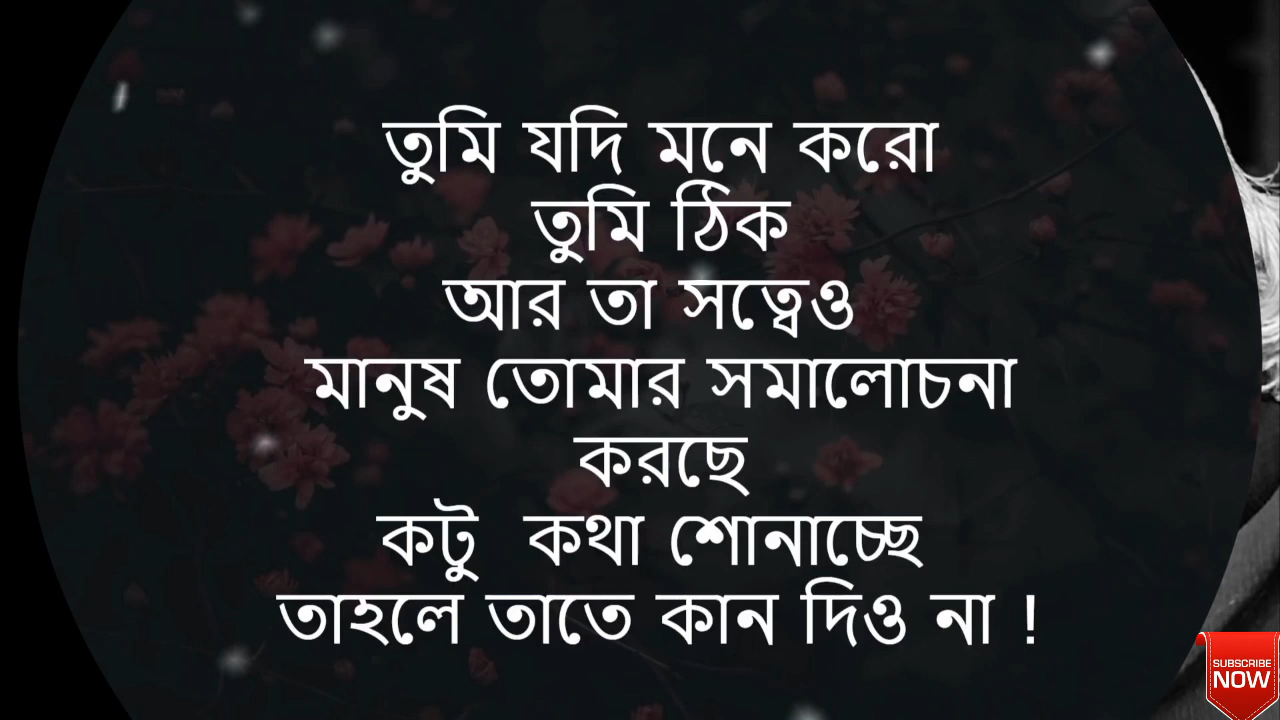 তুমি যদি মনে করো
তুমি ঠিক
আর তা সত্বেও
মানুষ তোমার সমালোচনা
করছে
কটু কথা শোনাচ্ছে
তাহলে তাতে কান দিও না !
SUBSCRIBE
NOW